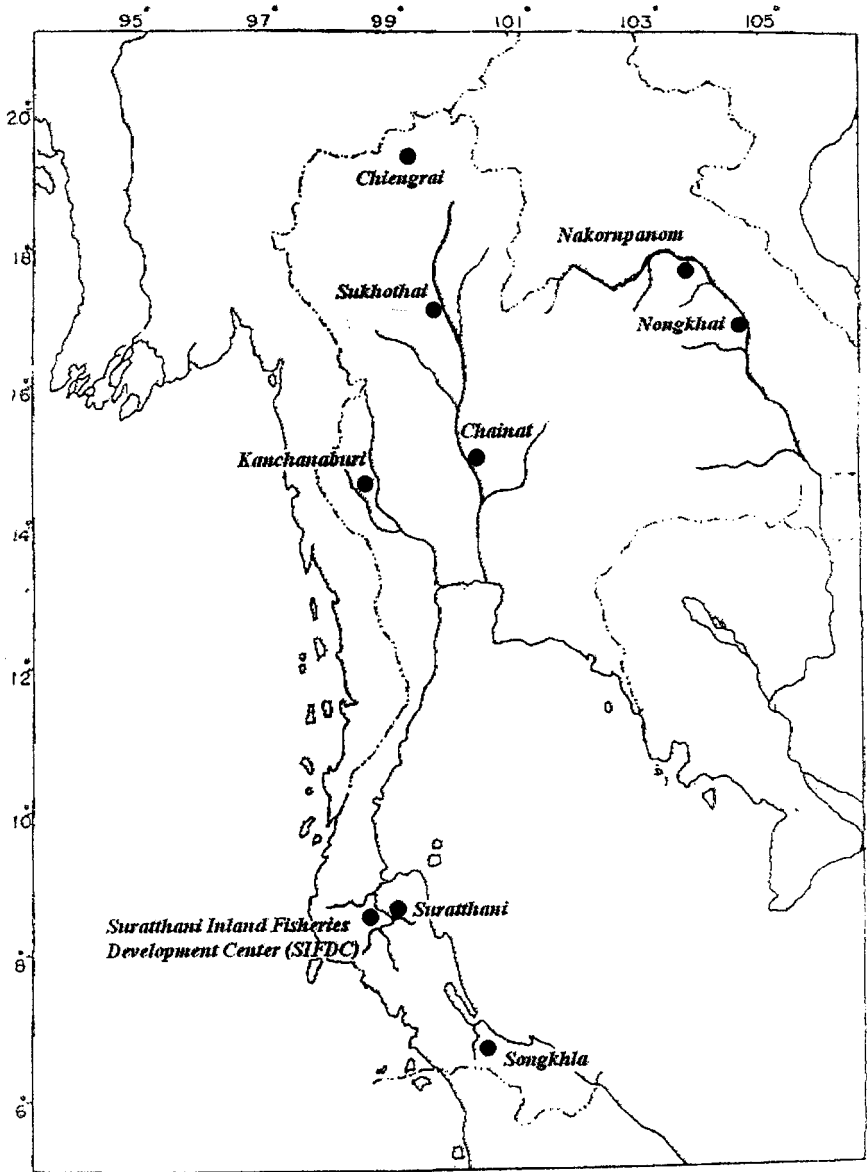 95°
97°
99°
101°
103°
105°
20°
Chiengrai
18°
Nakornpanom
Sukhothai
Nongkhai
16°
Chainat
Kanchanaburi
14°
12°
10°
Suratthani
Suratthani Inland Fisheries
Development Center (SIFDC)
8°
Songkhla
6°